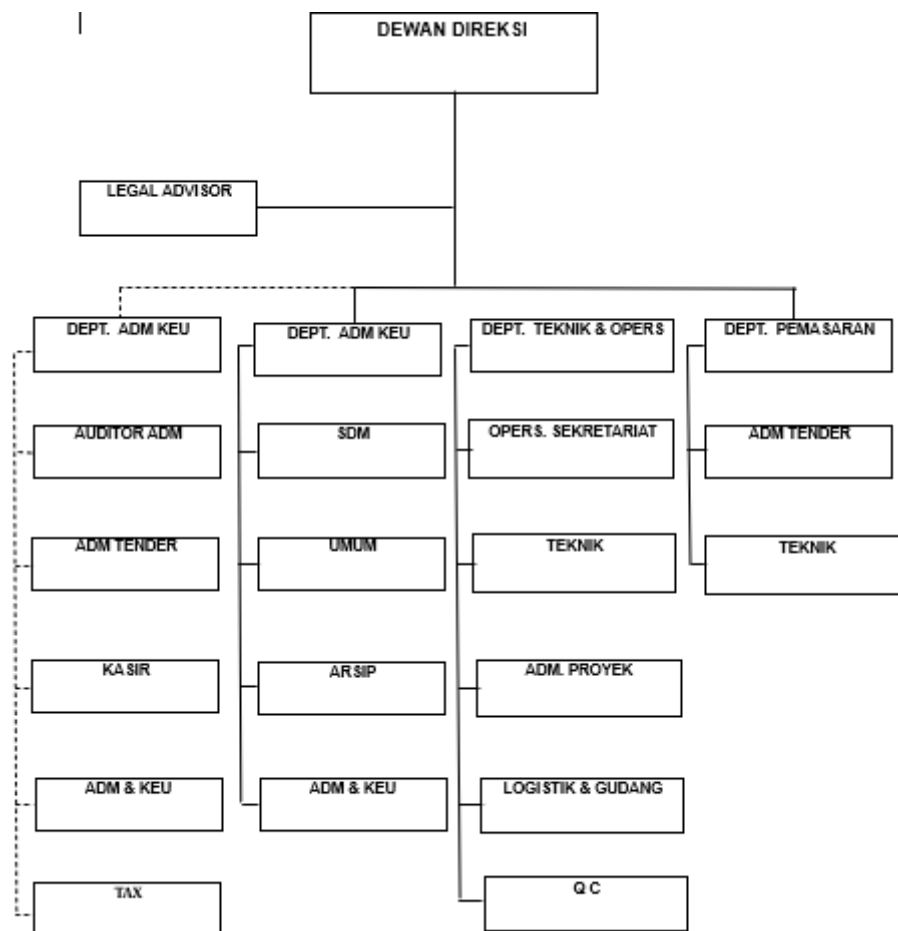 DEWAN DIREKSI
LEGAL ADVISOR
DEPT. ADM KEU
DEPT. ADM KEU
DEPT. TEKNIK & OPERS
DEPT. PEMASARAN
AUDITOR ADM
SDM
OPERS. SEKRETARIAT
ADM TENDER
ADM TENDER
UMUM
TEKNIK
TEKNIK
KASIR
ARSIP
ADM. PROYEK
ADM & KEU
ADM & KEU
LOGISTIK & GUDANG
TAX
Q C